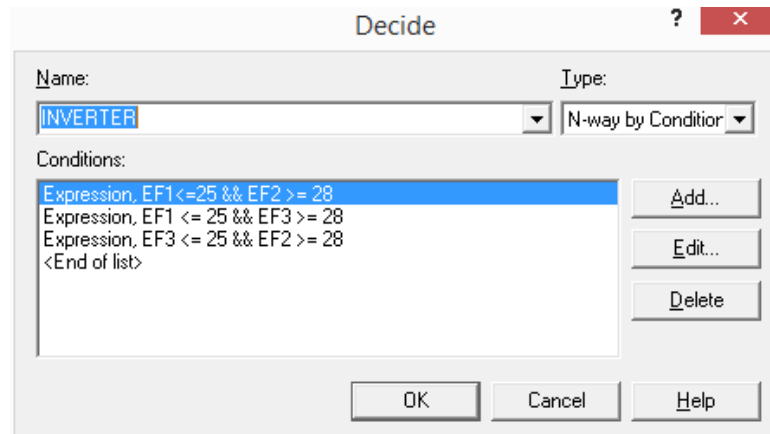 Decide
?
×
Name:
Type:
INVERTER
N-way by Condition
Conditions:
Expression, EF1<=25 && EF2 >= 28
Expression, EF1 <= 25 && EF3 >= 28
Expression, EF3 <= 25 && EF2 >= 28
<End of list>
Add...
Edit...
Delete
OK
Cancel
Help